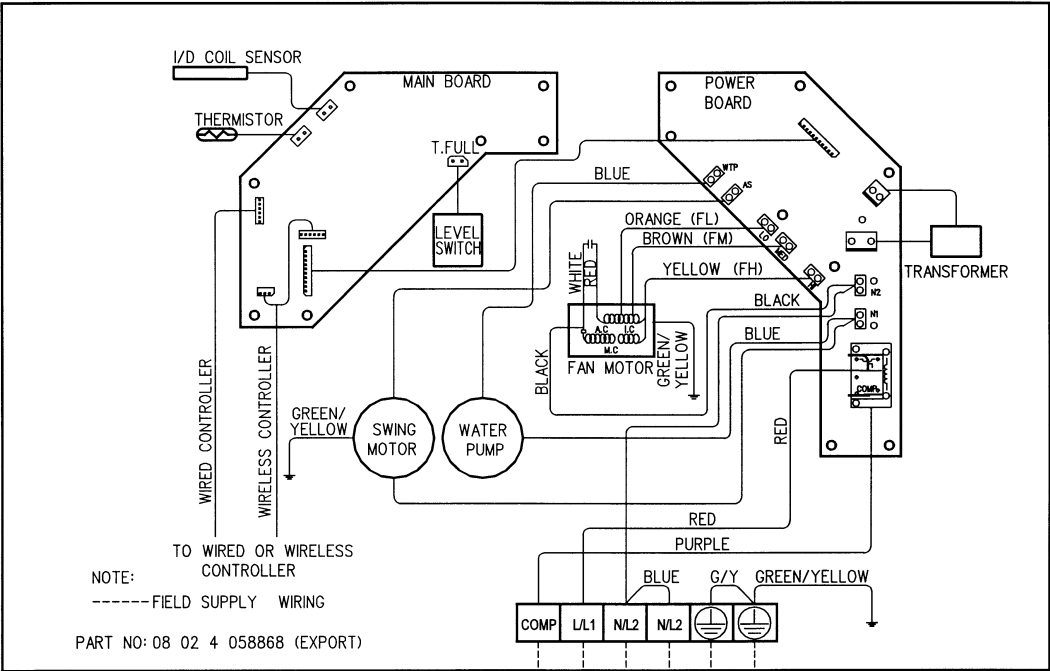 I/D COIL SENSOR
THERMISTOR
MAIN BOARD
POWER
BOARD
T.FULL
LEVEL
SWITCH
WTP
AS
BLUE
ORANGE (FL)
LO
BROWN (FM)
MED
YELLOW (FH)
WHITE
RED
TRANSFORMER
BLACK
N2
BLUE
N1
A.C
I.C
M.C
FAN MOTOR
BLACK
GREEN/
YELLOW
COMP
RED
GREEN/
YELLOW
SWING
MOTOR
WATER
PUMP
WIRED CONTROLLER
WIRELESS CONTROLLER
RED
PURPLE
TO WIRED OR WIRELESS
CONTROLLER
NOTE:
------FIELD SUPPLY WIRING
PART NO: 08 02 4 058868 (EXPORT)
BLUE
G/Y
GREEN/YELLOW
COMP
L/L1
N/L2
N/L2